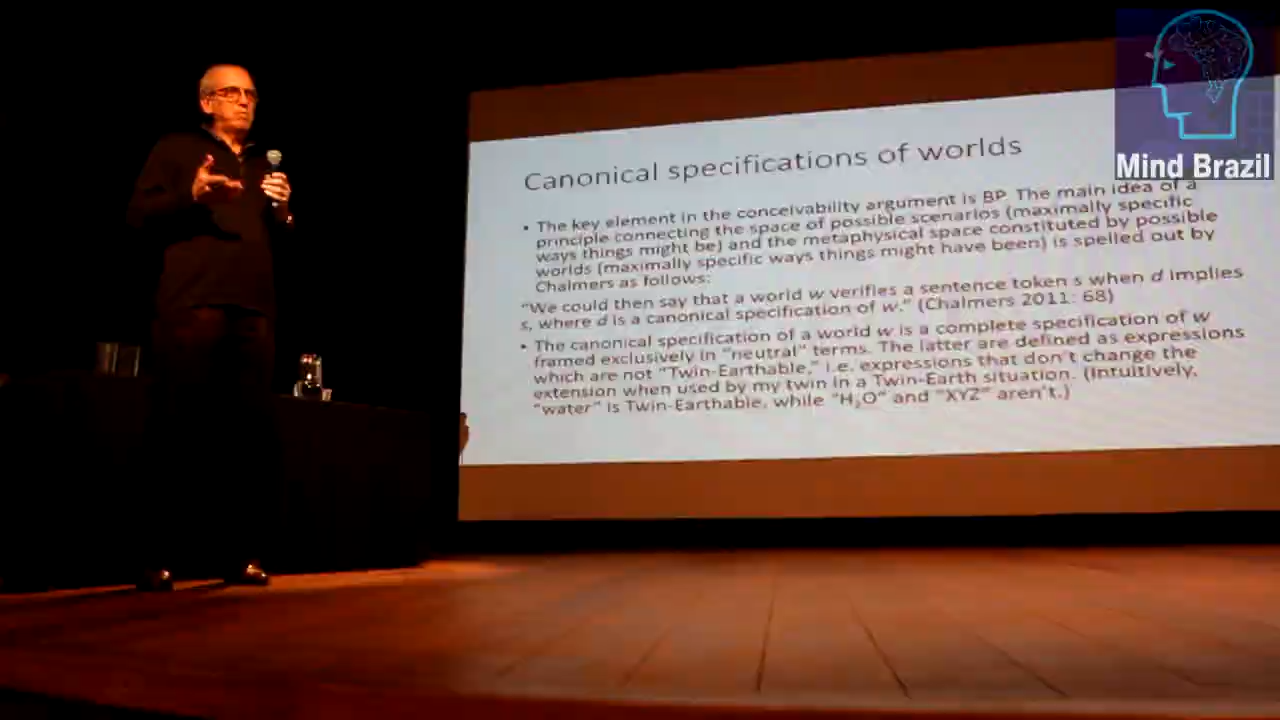 Mind Brazil
Canonical specifications of worlds
• The key element in the conceivability argument is BP. The main idea of a
principle connecting the space of possible scenarios (maximally specific
ways things might be) and the metaphysical space constituted by possible
worlds (maximally specific ways things might have been) is spelled out by
Chalmers as follows:
“We could then say that a world w verifies a sentence token s when d implies
s, where d is a canonical specification of w.” (Chalmers 2011: 68)
• The canonical specification of a world w is a complete specification of w
framed exclusively in “neutral” terms. The latter are defined as expressions
which are not “Twin-Earthable,” i.e. expressions that don’t change the
extension when used by my twin in a Twin-Earth situation. (Intuitively,
“water” is Twin-Earthable, while “H₂O” and “XYZ” aren’t.)